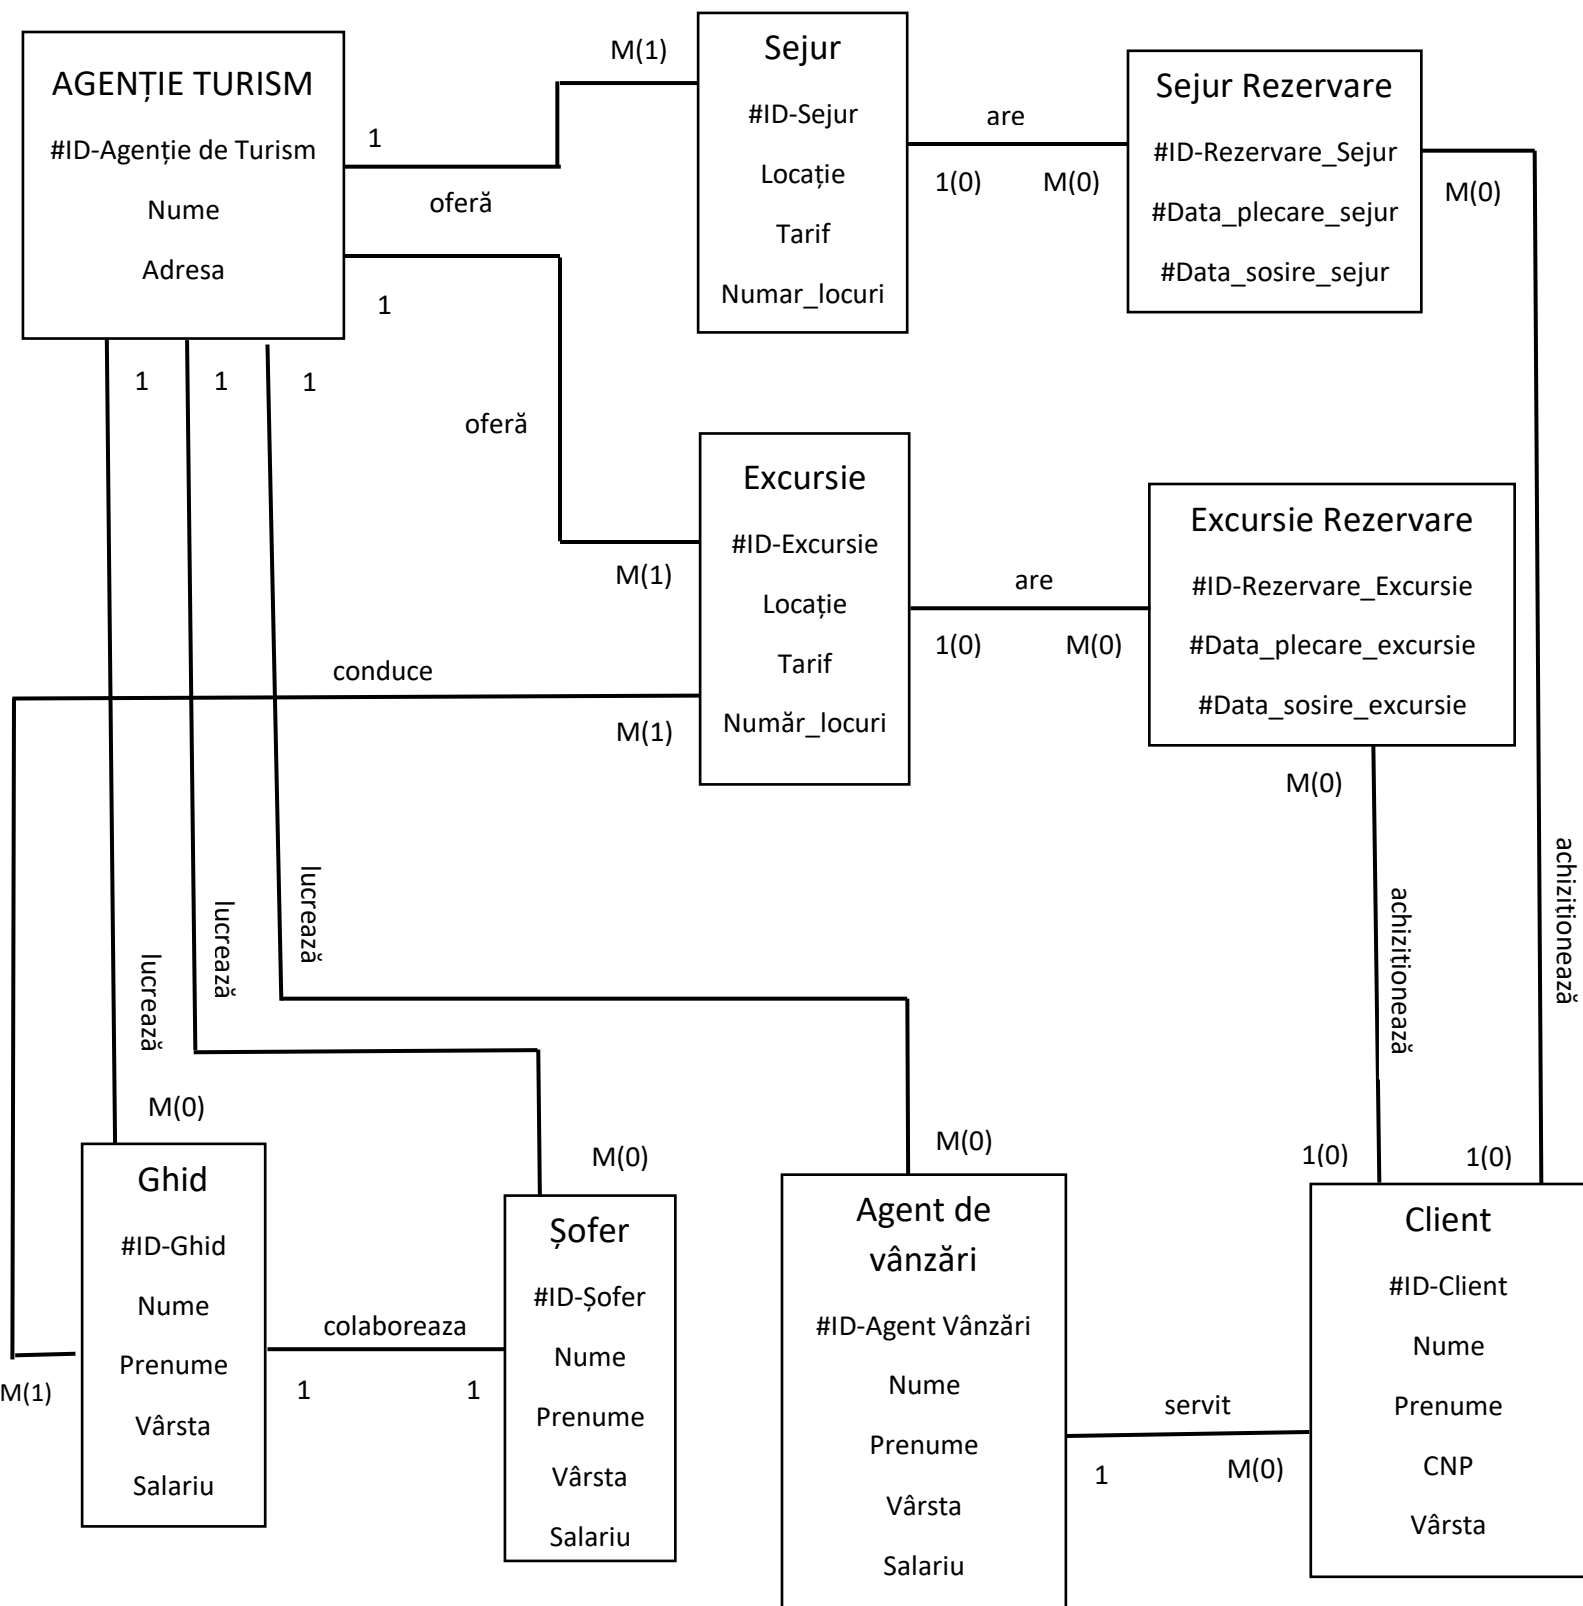 AGENȚIE TURISM
#ID-Agenție de Turism
Nume
Adresa
1
oferă
M(1)
Sejur
#ID-Sejur
Locație
Tarif
Numar_locuri
are
1(0)
M(0)
Sejur Rezervare
#ID-Rezervare_Sejur
#Data_plecare_sejur
#Data_sosire_sejur
M(0)
1
oferă
M(1)
1
1
1
Excursie
#ID-Excursie
Locație
Tarif
Număr_locuri
are
1(0)
M(0)
Excursie Rezervare
#ID-Rezervare_Excursie
#Data_plecare_excursie
#Data_sosire_excursie
M(0)
conduce
M(1)
lucrează
lucrează
lucrează
achiziționează
achiziționează
M(0)
M(0)
M(0)
1(0)
1(0)
Ghid
#ID-Ghid
Nume
Prenume
Vârsta
Salariu
M(1)
colaboreaza
1
1
Șofer
#ID-Șofer
Nume
Prenume
Vârsta
Salariu
Agent de
vânzări
#ID-Agent Vânzări
Nume
Prenume
Vârsta
Salariu
servit
1
M(0)
Client
#ID-Client
Nume
Prenume
CNP
Vârsta